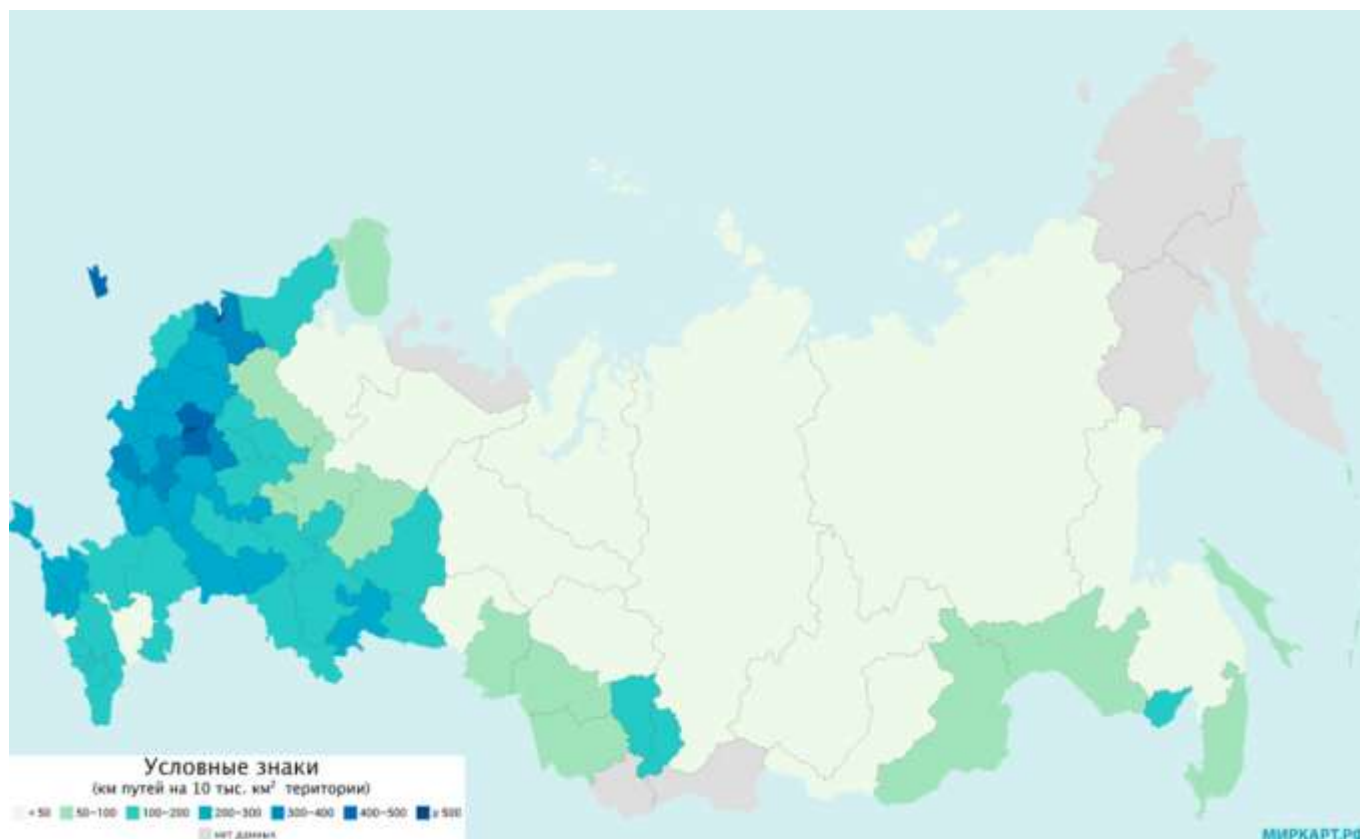 Условные знаки
(км путей на 10 тыс. км² територии)
< 50 50-100 100-200 200-300 300-400 400-500 ≥ 500
нет данных
МИРКАРТ.РФ